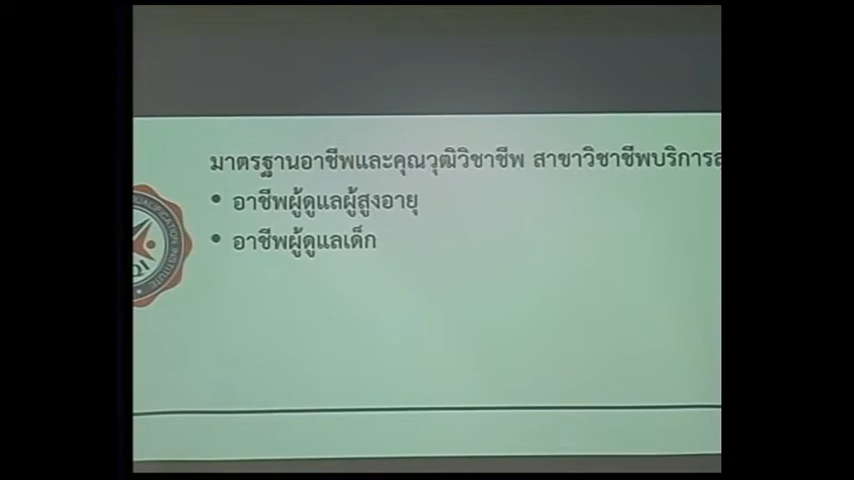 มาตรฐานอาชีพและคุณวุฒิวิชาชีพ สาขาวิชาชีพบริการ
• อาชีพผู้ดูแลผู้สูงอายุ
• อาชีพผู้ดูแลเด็ก
QUALIFICATION INSTITUTE
QI